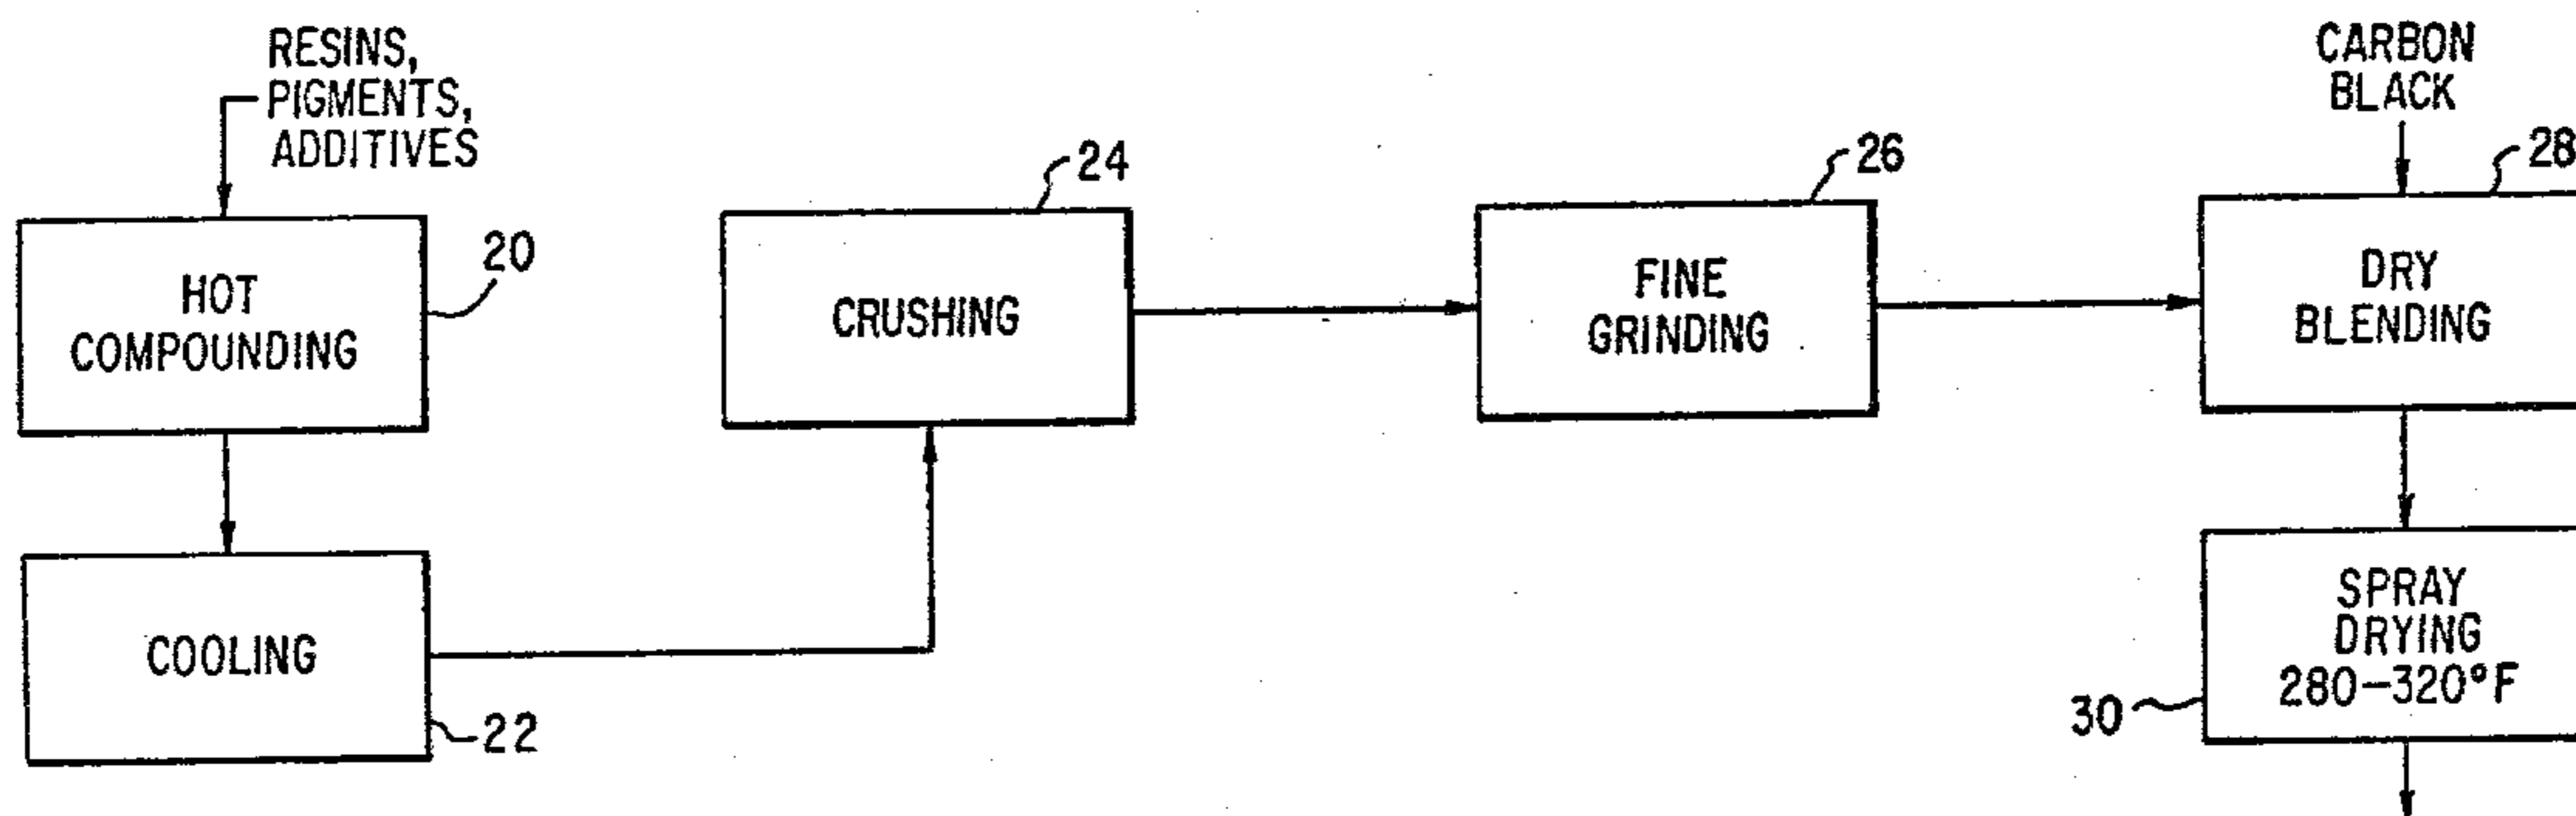 RESINS,
PIGMENTS,
ADDITIVES
HOT
COMPOUNDING
20
COOLING
22
24
CRUSHING
26
FINE
GRINDING
CARBON
BLACK
28
DRY
BLENDING
SPRAY
DRYING
280-320°F
30